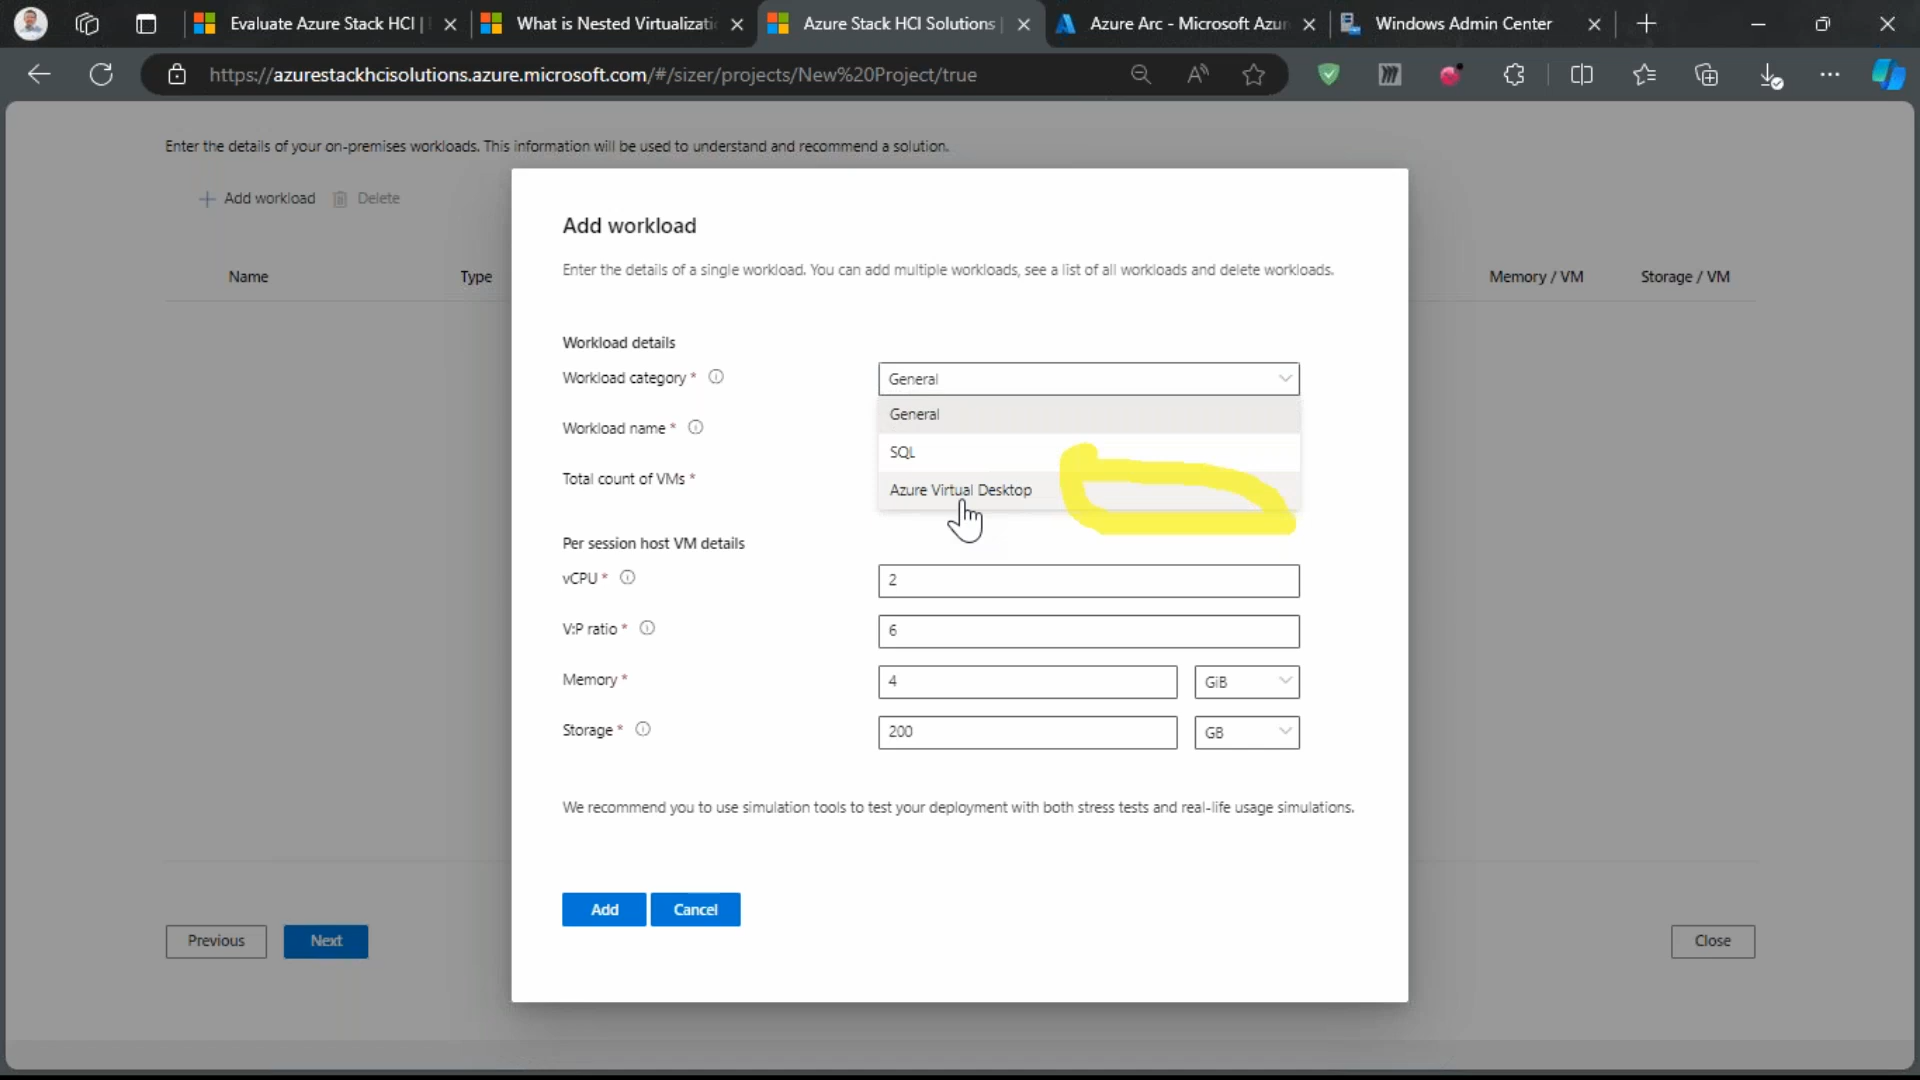 Evaluate Azure Stack HCI |
What is Nested Virtualizati
Azure Stack HCI Solutions |
Azure Arc - Microsoft Azur
Windows Admin Center
https://azurestackhcisolutions.azure.microsoft.com/#/sizer/projects/New%20Project/true
Enter the details of your on-premises workloads. This information will be used to understand and recommend a solution.
Add workload
Delete
Name
Type
Memory / VM
Storage / VM
Add workload
Enter the details of a single workload. You can add multiple workloads, see a list of all workloads and delete workloads.
Workload details
Workload category *
General
General
Workload name *
SQL
Total count of VMs *
Azure Virtual Desktop
Per session host VM details
vCPU *
2
V:P ratio *
6
Memory *
4
GiB
Storage *
200
GB
We recommend you to use simulation tools to test your deployment with both stress tests and real-life usage simulations.
Add
Cancel
Previous
Next
Close